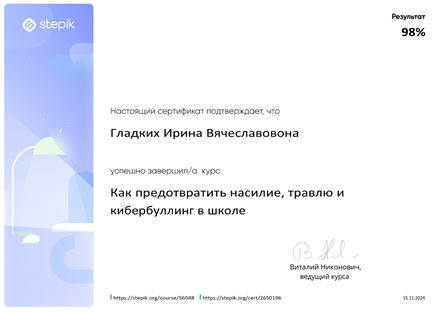 stepik
Результат
98%
Настоящий сертификат подтверждает, что
Гладких Ирина Вячеславовона
успешно завершил/а курс
Как предотвратить насилие, травлю и
кибербуллинг в школе
Виталий Никонович,
ведущий курса
https://stepik.org/course/56048 https://stepik.org/cert/2650196
15.11.2024